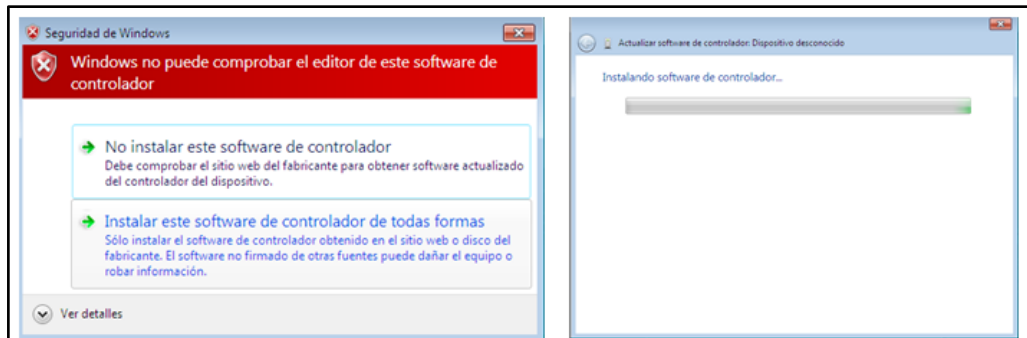 Seguridad de Windows
Windows no puede comprobar el editor de este software de
controlador
No instalar este software de controlador
Debe comprobar el sitio web del fabricante para obtener software actualizado
del controlador del dispositivo.
Instalar este software de controlador de todas formas
Sólo instalar el software de controlador obtenido en el sitio web o disco del
fabricante. El software no firmado de otras fuentes puede dañar el equipo o
robar información.
Ver detalles
Actualizar software de controlador: Dispositivo desconocido
Instalando software de controlador...